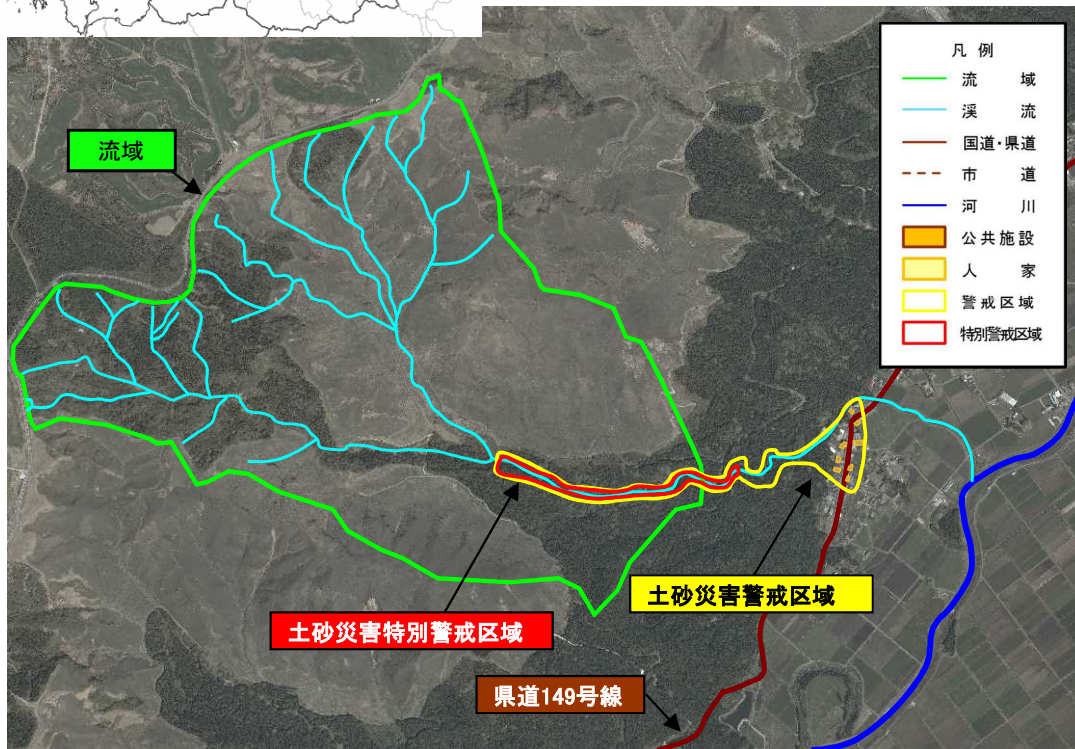 凡例
流域
渓流
国道・県道
市道
河川
公共施設
人家
警戒区域
特別警戒区域
流域
土砂災害警戒区域
土砂災害特別警戒区域
県道149号線